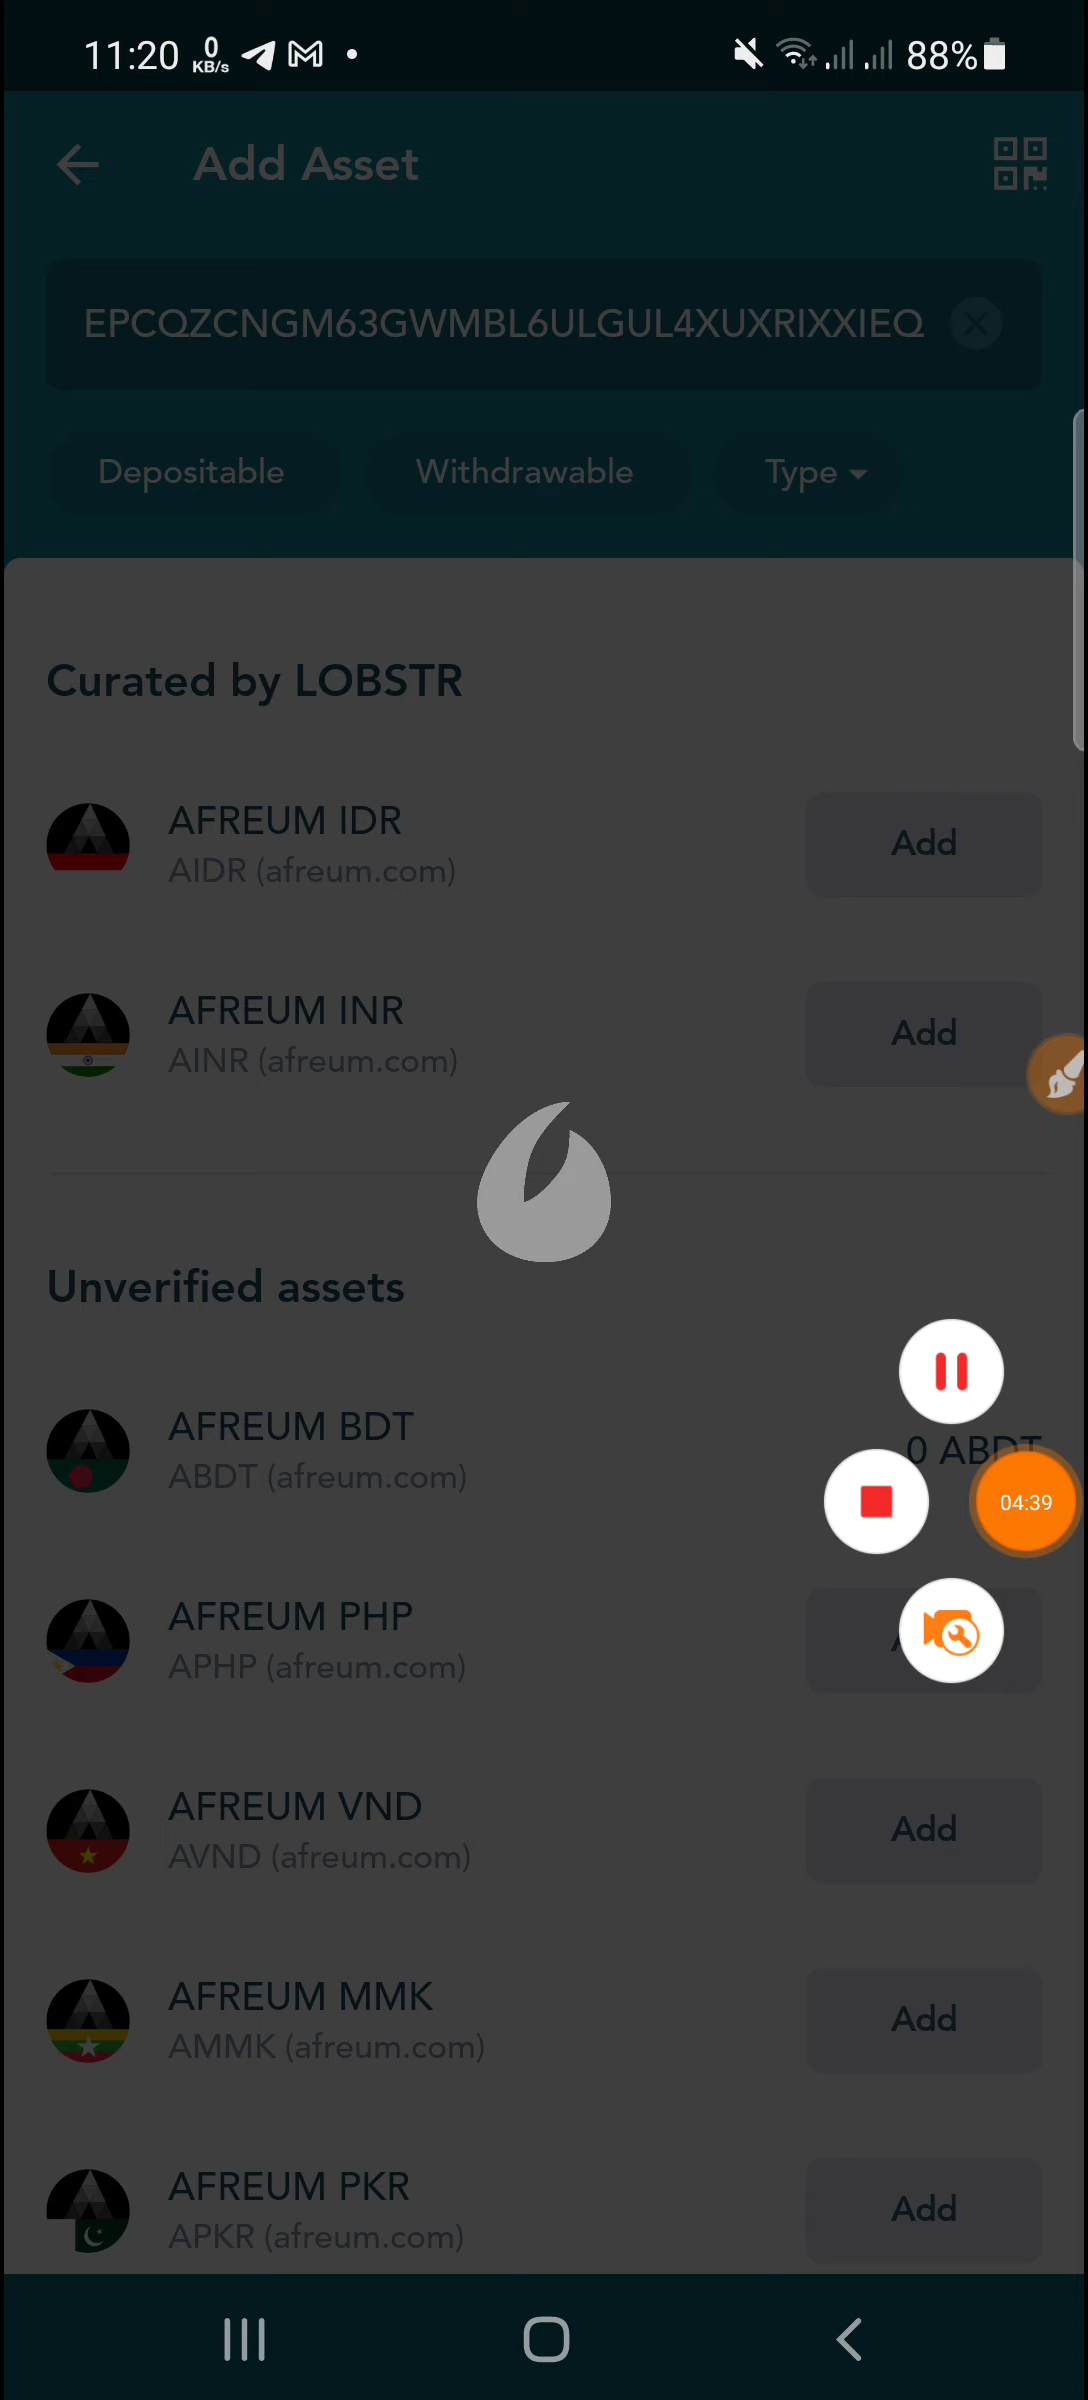 11:20 0 KB/s 88%
Add Asset
EPCQZCNGM63GWMBL6ULGUL4XUXRIXXIEQ
Depositable Withdrawable Type
Curated by LOBSTR
AFREUM IDR
AIDR (afreum.com)
Add
AFREUM INR
AINR (afreum.com)
Add
Unverified assets
AFREUM BDT
ABDT (afreum.com)
0 ABDT
04:39
AFREUM PHP
APHP (afreum.com)
AFREUM VND
AVND (afreum.com)
Add
AFREUM MMK
AMMK (afreum.com)
Add
AFREUM PKR
APKR (afreum.com)
Add